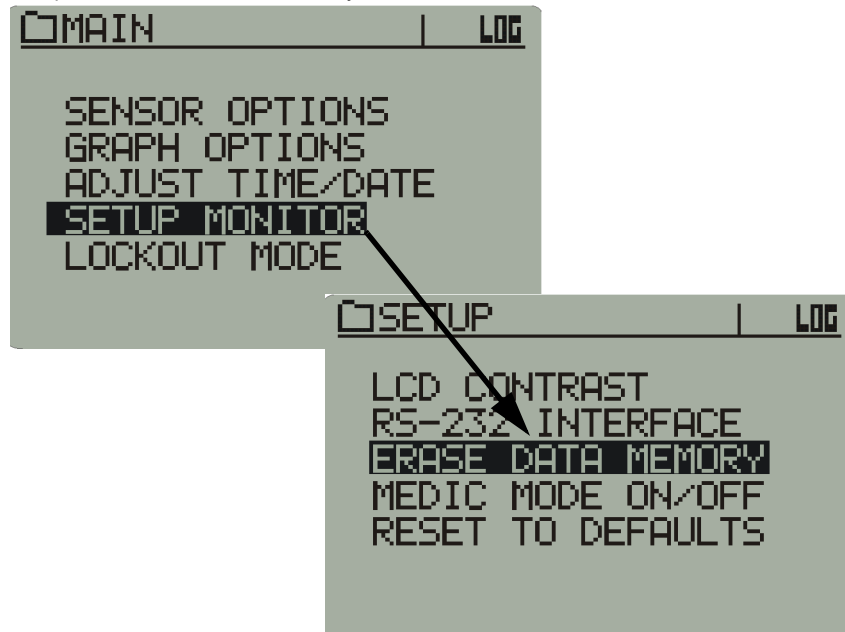 MAIN LOG
SENSOR OPTIONS
GRAPH OPTIONS
ADJUST TIME/DATE
SETUP MONITOR
LOCKOUT MODE
SETUP LOG
LCD CONTRAST
RS-232 INTERFACE
ERASE DATA MEMORY
MEDIC MODE ON/OFF
RESET TO DEFAULTS